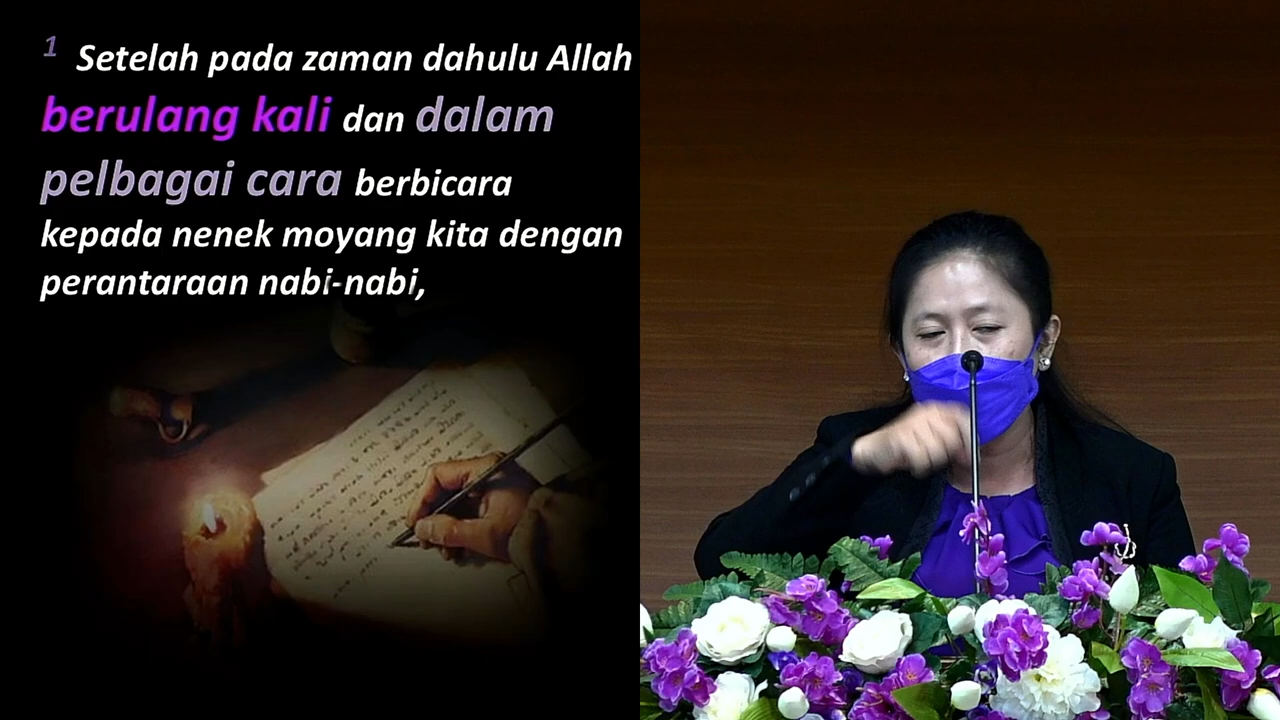 1 Setelah pada zaman dahulu Allah
berulang kali dan dalam
pelbagai cara berbicara
kepada nenek moyang kita dengan
perantaraan nabi-nabi,